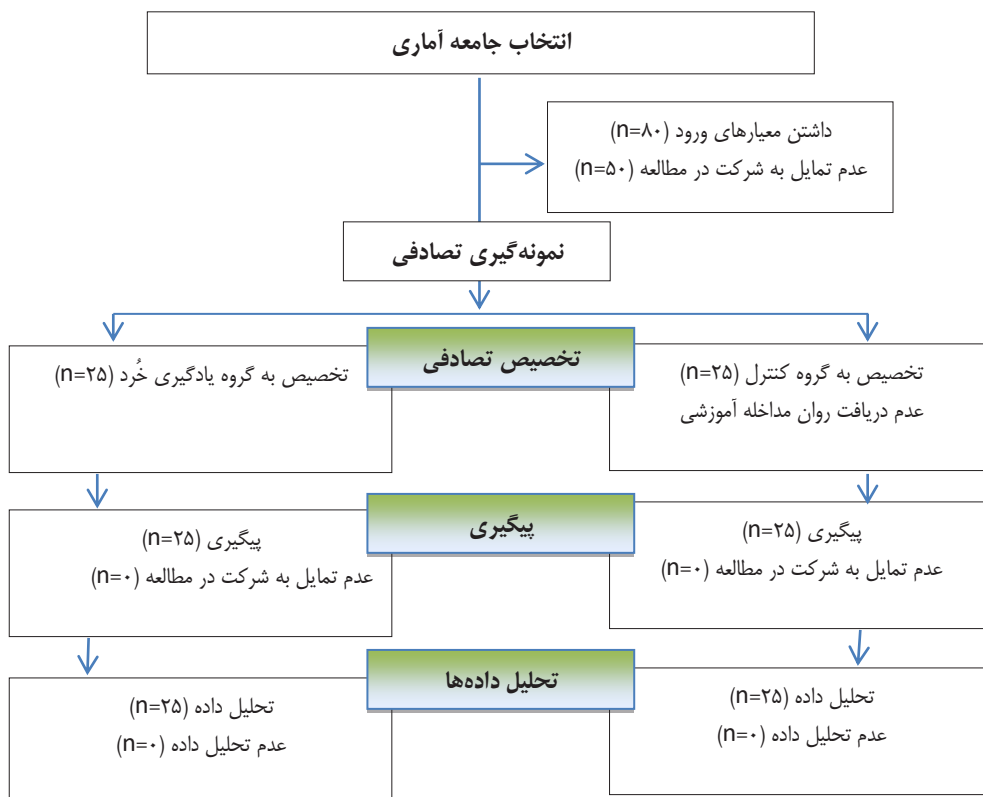 انتخاب جامعه آماری
داشتن معیارهای ورود (n=۸۰)
عدم تمایل به شرکت در مطالعه (n=۵۰)
نمونه‌گیری تصادفی
تخصیص تصادفی
تخصیص به گروه کنترل (n=۲۵)
عدم دریافت روان مداخله آموزشی
تخصیص به گروه یادگیری خُرد (n=۲۵)
پیگیری
پیگیری (n=۲۵)
عدم تمایل به شرکت در مطالعه (n=۰)
پیگیری (n=۲۵)
عدم تمایل به شرکت در مطالعه (n=۰)
تحلیل داده‌ها
تحلیل داده (n=۲۵)
عدم تحلیل داده (n=۰)
تحلیل داده (n=۲۵)
عدم تحلیل داده (n=۰)